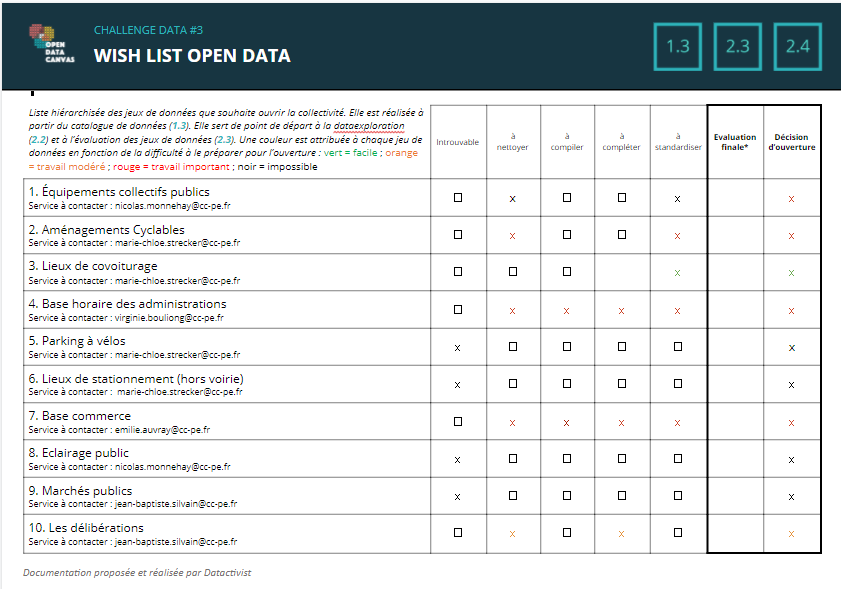 OPEN
DATA
CANVAS
CHALLENGE DATA #3
WISH LIST OPEN DATA
1.3
2.3
2.4
Liste hiérarchisée des jeux de données que souhaite ouvrir la collectivité. Elle est réalisée à
partir du catalogue de données (1.3). Elle sert de point de départ à la dataexploration
(2.2) et à l'évaluation des jeux de données (2.3). Une couleur est attribuée à chaque jeu de
données en fonction de la difficulté à le préparer pour l'ouverture : vert = facile ; orange
= travail modéré ; rouge = travail important ; noir = impossible
Introuvable
à
nettoyer
à
compiler
à
compléter
à
standardiser
Evaluation
finale*
Décision
d'ouverture
1. Équipements collectifs publics
Service à contacter : nicolas.monnehay@cc-pe.fr
☐ x ☐ ☐ x x
2. Aménagements Cyclables
Service à contacter : marie-chloe.strecker@cc-pe.fr
☐ x ☐ ☐ x x
3. Lieux de covoiturage
Service à contacter : marie-chloe.strecker@cc-pe.fr
☐ ☐ ☐ x x
4. Base horaire des administrations
Service à contacter : virginie.bouliong@cc-pe.fr
☐ x x x x x
5. Parking à vélos
Service à contacter : marie-chloe.strecker@cc-pe.fr
x ☐ ☐ ☐ ☐ x
6. Lieux de stationnement (hors voirie)
Service à contacter : marie-chloe.strecker@cc-pe.fr
x ☐ ☐ ☐ ☐ x
7. Base commerce
Service à contacter : emilie.auvray@cc-pe.fr
☐ x x x x x
8. Eclairage public
Service à contacter : nicolas.monnehay@cc-pe.fr
x ☐ ☐ ☐ ☐ x
9. Marchés publics
Service à contacter : jean-baptiste.silvain@cc-pe.fr
x ☐ ☐ ☐ ☐ x
10. Les délibérations
Service à contacter : jean-baptiste.silvain@cc-pe.fr
☐ x ☐ x ☐ x
Documentation proposée et réalisée par Datactivist